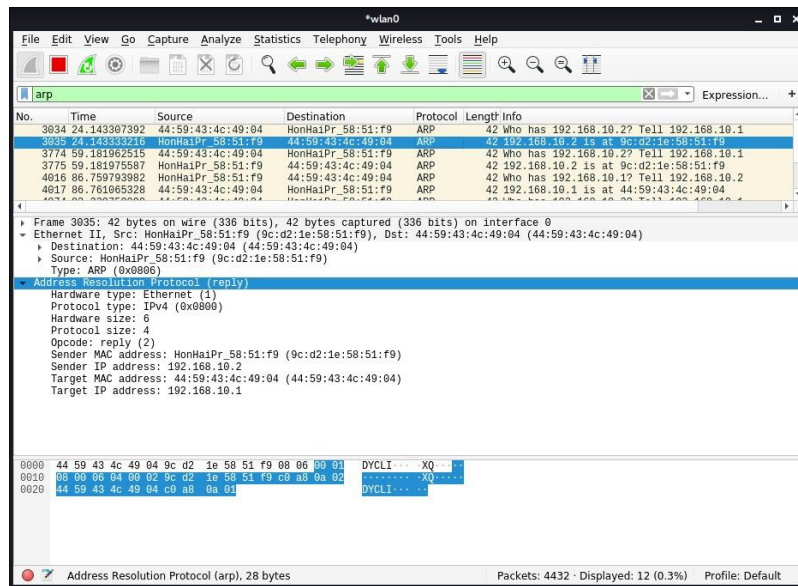 *wlan0
File Edit View Go Capture Analyze Statistics Telephony Wireless Tools Help
arp Expression... +
No. Time Source Destination Protocol Length Info
3034 24.143307392 44:59:43:4c:49:04 HonHaiPr_58:51:f9 ARP 42 Who has 192.168.10.2? Tell 192.168.10.1
3035 24.143333216 HonHaiPr_58:51:f9 44:59:43:4c:49:04 ARP 42 192.168.10.2 is at 9c:d2:1e:58:51:f9
3774 59.181962515 44:59:43:4c:49:04 HonHaiPr_58:51:f9 ARP 42 Who has 192.168.10.2? Tell 192.168.10.1
3775 59.181975587 HonHaiPr_58:51:f9 44:59:43:4c:49:04 ARP 42 192.168.10.2 is at 9c:d2:1e:58:51:f9
4016 86.759793982 HonHaiPr_58:51:f9 44:59:43:4c:49:04 ARP 42 Who has 192.168.10.1? Tell 192.168.10.2
4017 86.761065328 44:59:43:4c:49:04 HonHaiPr_58:51:f9 ARP 42 192.168.10.1 is at 44:59:43:4c:49:04
Frame 3035: 42 bytes on wire (336 bits), 42 bytes captured (336 bits) on interface 0
Ethernet II, Src: HonHaiPr_58:51:f9 (9c:d2:1e:58:51:f9), Dst: 44:59:43:4c:49:04 (44:59:43:4c:49:04)
Destination: 44:59:43:4c:49:04 (44:59:43:4c:49:04)
Source: HonHaiPr_58:51:f9 (9c:d2:1e:58:51:f9)
Type: ARP (0x0806)
Address Resolution Protocol (reply)
Hardware type: Ethernet (1)
Protocol type: IPv4 (0x0800)
Hardware size: 6
Protocol size: 4
Opcode: reply (2)
Sender MAC address: HonHaiPr_58:51:f9 (9c:d2:1e:58:51:f9)
Sender IP address: 192.168.10.2
Target MAC address: 44:59:43:4c:49:04 (44:59:43:4c:49:04)
Target IP address: 192.168.10.1
0000 44 59 43 4c 49 04 9c d2 1e 58 51 f9 08 06 00 01 DYCLI··· ·XQ·····
0010 08 00 06 04 00 02 9c d2 1e 58 51 f9 c0 a8 0a 02 ········ ·XQ·····
0020 44 59 43 4c 49 04 c0 a8 0a 01 DYCLI··· ··
Address Resolution Protocol (arp), 28 bytes Packets: 4432 · Displayed: 12 (0.3%) Profile: Default